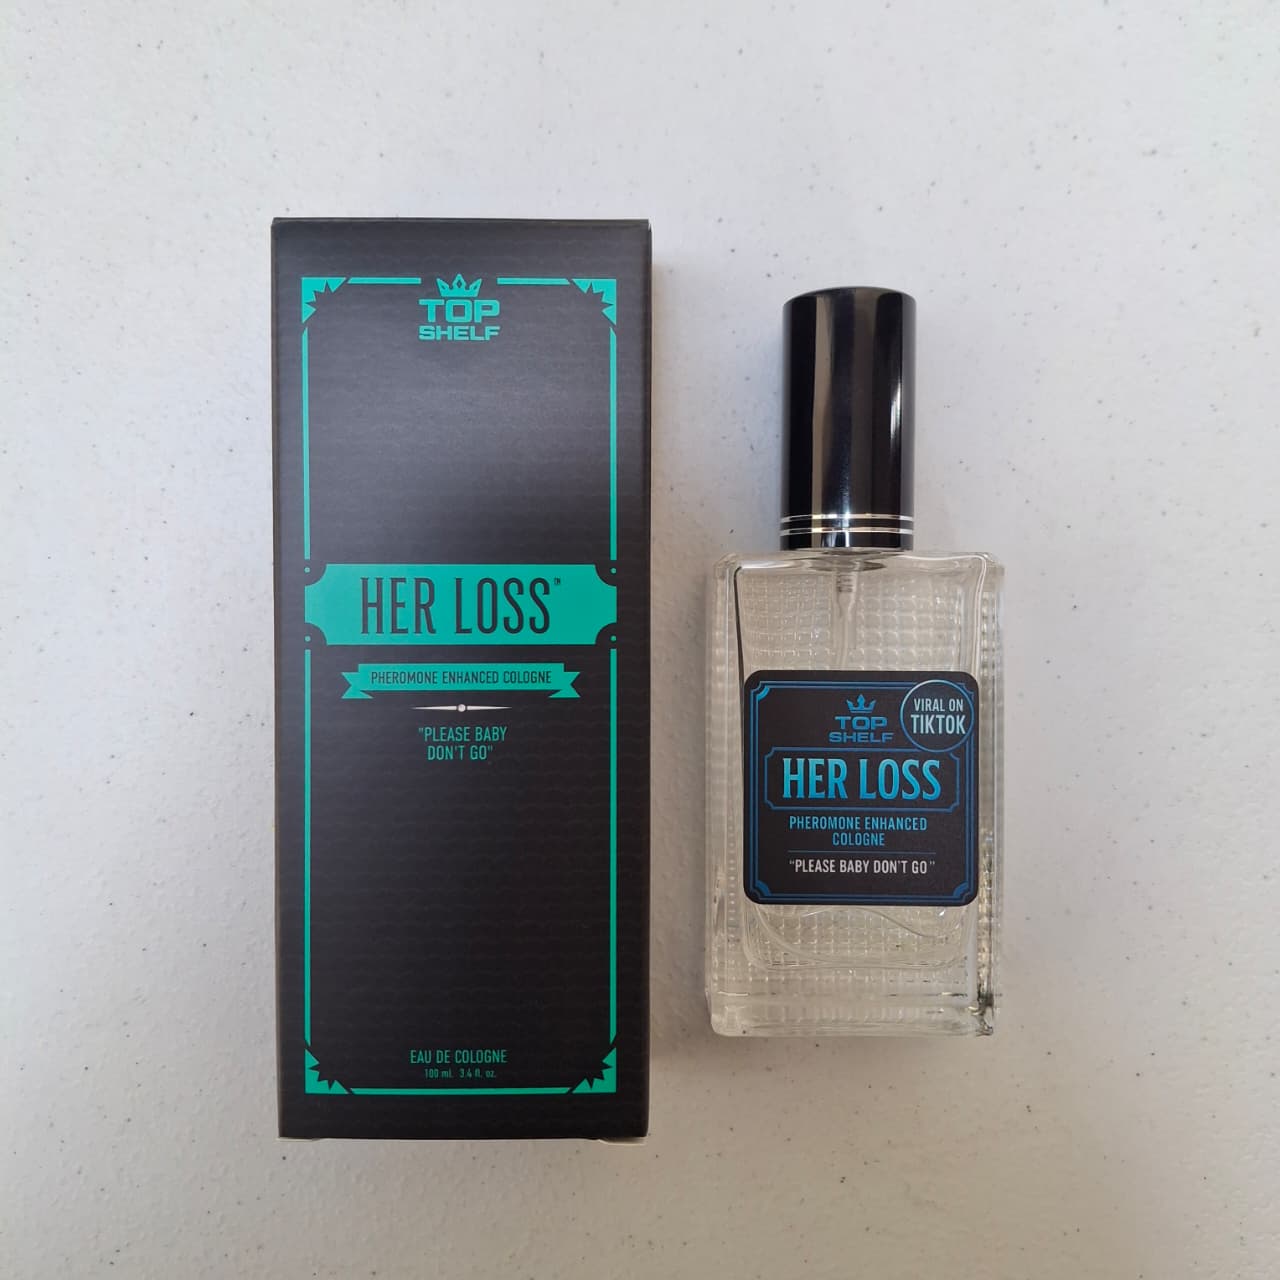 TOP
SHELF
HER LOSS™
PHEROMONE ENHANCED COLOGNE
"PLEASE BABY
DON'T GO"
EAU DE COLOGNE
100 ml. 3.4 fl. oz.
TOP
SHELF
VIRAL ON
TIKTOK
HER LOSS
PHEROMONE ENHANCED
COLOGNE
“PLEASE BABY DON'T GO”